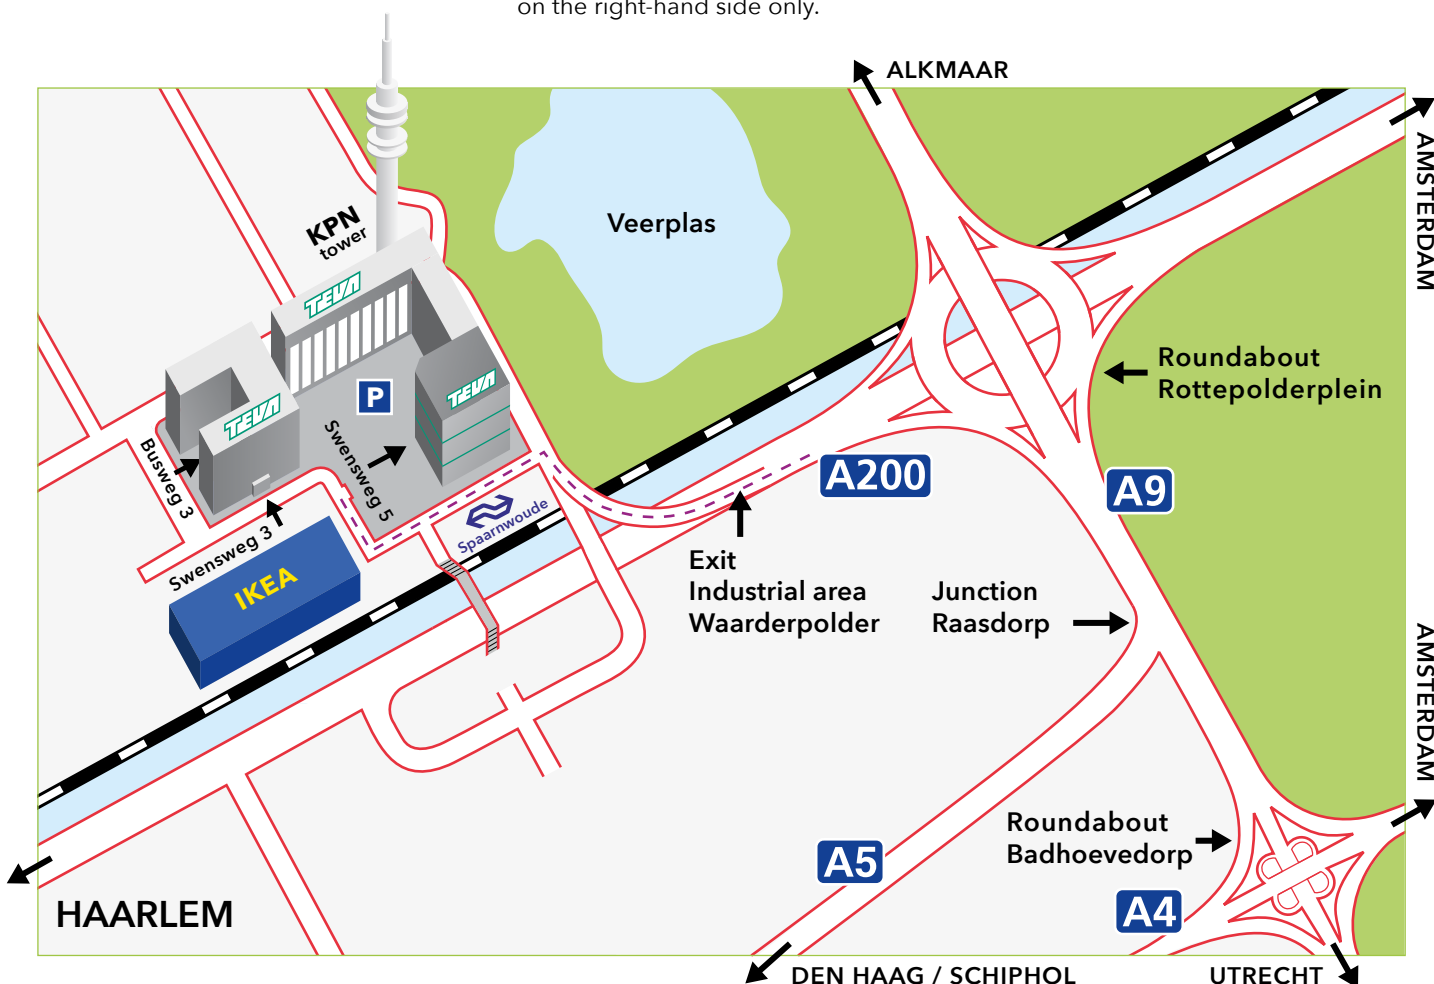 on the right-hand side only.
ALKMAAR
AMSTERDAM
KPN
tower
Veerplas
TEVA
TEVA
TEVA
P
Roundabout
Rottepolderplein
Busweg 3
Swensweg 5
A200
A9
Spaarnwoude
Swensweg 3
IKEA
Exit
Industrial area
Waarderpolder
Junction
Raasdorp
AMSTERDAM
Roundabout
Badhoevedorp
A5
A4
HAARLEM
DEN HAAG / SCHIPHOL
UTRECHT